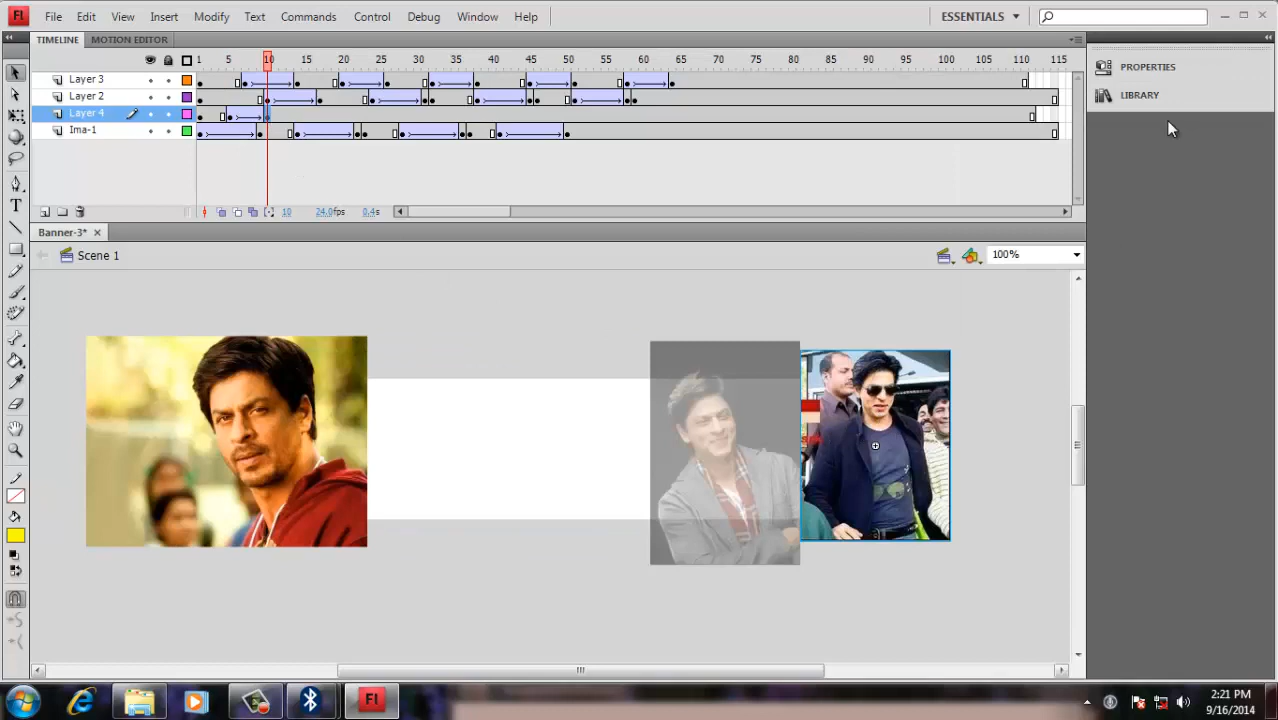 Fl File Edit View Insert Modify Text Commands Control Debug Window Help ESSENTIALS
TIMELINE MOTION EDITOR
1 5 10 15 20 25 30 35 40 45 50 55 60 65 70 75 80 85 90 95 100 105 110 115
Layer 3
Layer 2
Layer 4
Ima-1
10 24.0fps 0.4s
Banner-3*
Scene 1 100%
PROPERTIES
LIBRARY
Fl
2:21 PM
9/16/2014